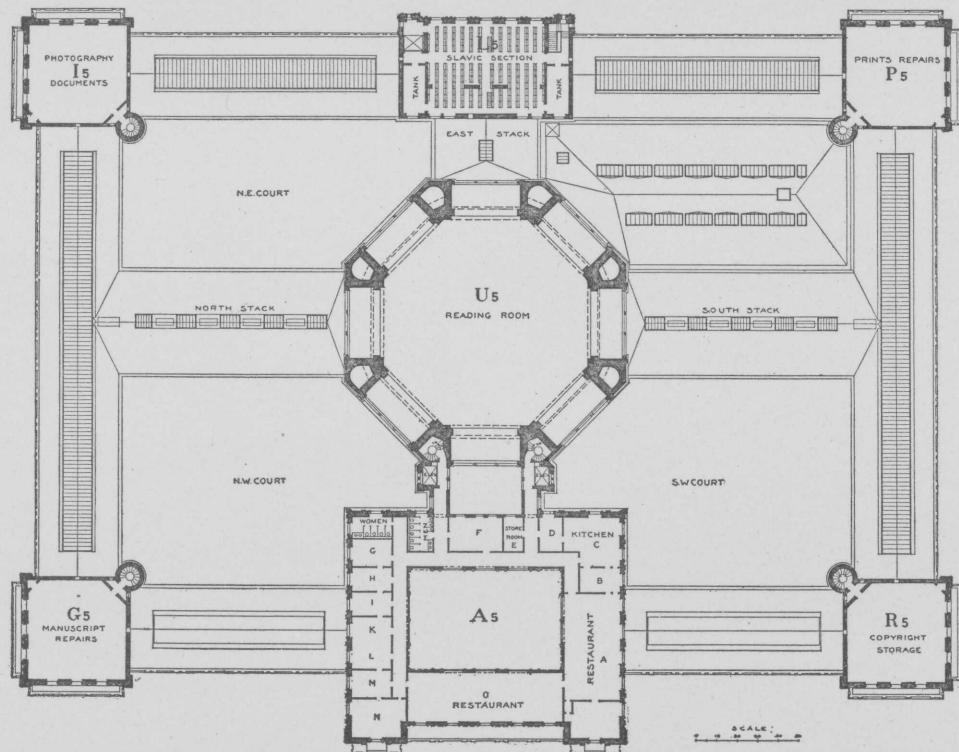 PHOTOGRAPHY
I5
DOCUMENTS
L5
SLAVIC SECTION
TANK
TANK
PRINTS REPAIRS
P5
EAST STACK
N.E. COURT
U5
READING ROOM
NORTH STACK
SOUTH STACK
N.W. COURT
S.W COURT
WOMEN
MEN
G
H
I
K
L
M
N
F
STORE
ROOM
E
D
KITCHEN
C
B
A5
RESTAURANT
A
O
RESTAURANT
G5
MANUSCRIPT
REPAIRS
R5
COPYRIGHT
STORAGE
SCALE: